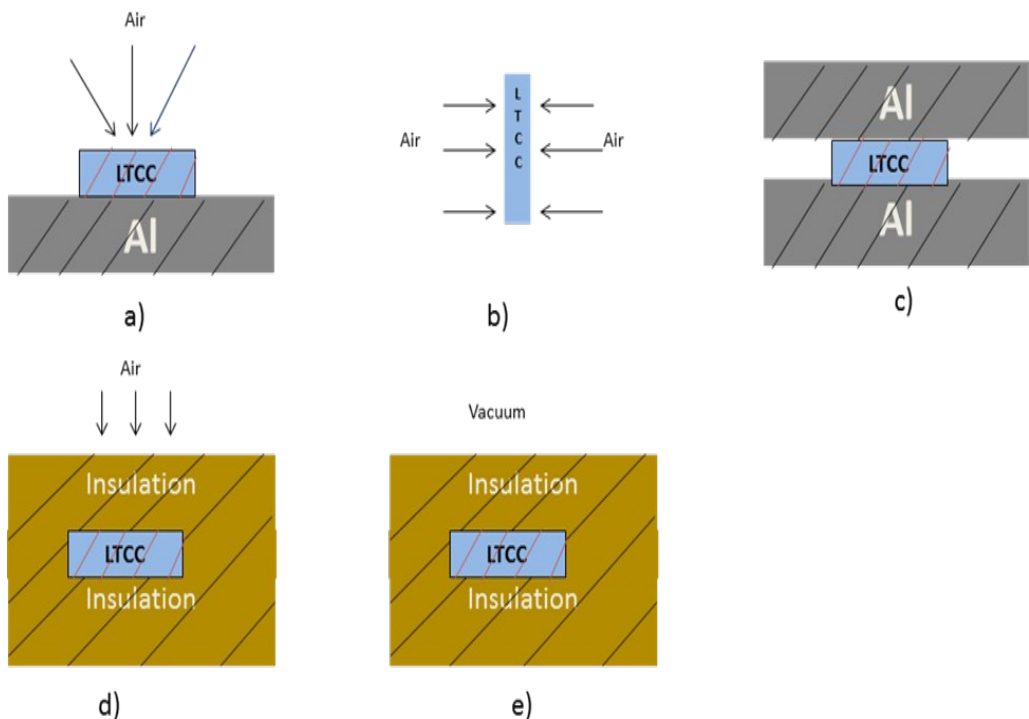 Air
LTCC
Al
a)
Air
L
T
C
C
Air
b)
Al
LTCC
Al
c)
Air
Insulation
LTCC
Insulation
d)
Vacuum
Insulation
LTCC
Insulation
e)